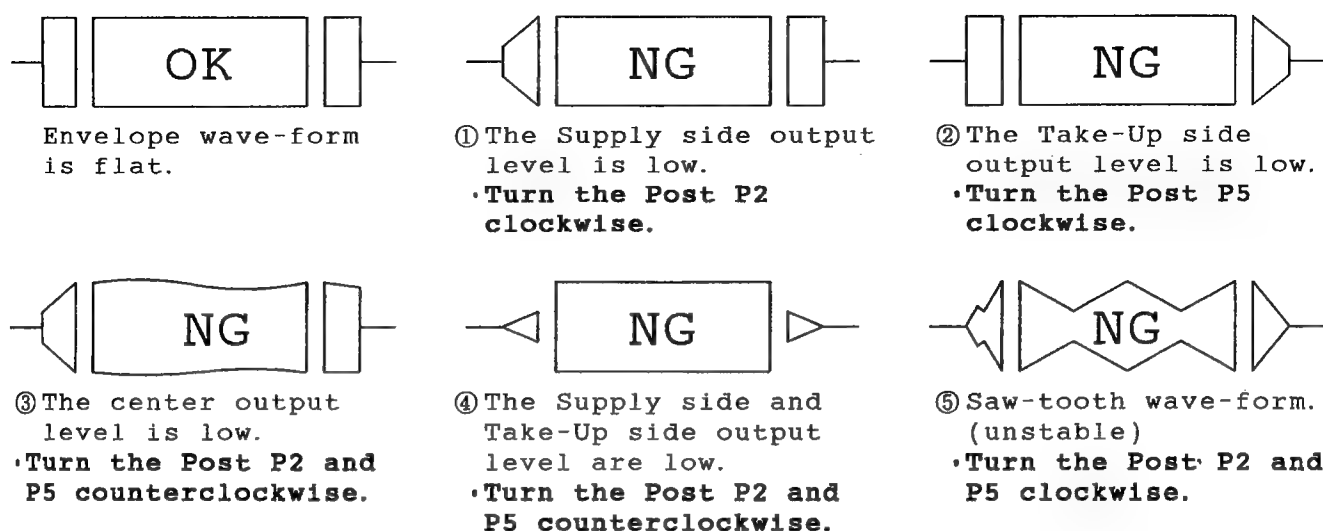 OK
Envelope wave-form
is flat.
NG
①The Supply side output
level is low.
·Turn the Post P2
clockwise.
NG
②The Take-Up side
output level is low.
·Turn the Post P5
clockwise.
NG
③The center output
level is low.
·Turn the Post P2 and
P5 counterclockwise.
NG
④The Supply side and
Take-Up side output
level are low.
·Turn the Post P2 and
P5 counterclockwise.
NG
⑤Saw-tooth wave-form.
(unstable)
·Turn the Post P2 and
P5 clockwise.